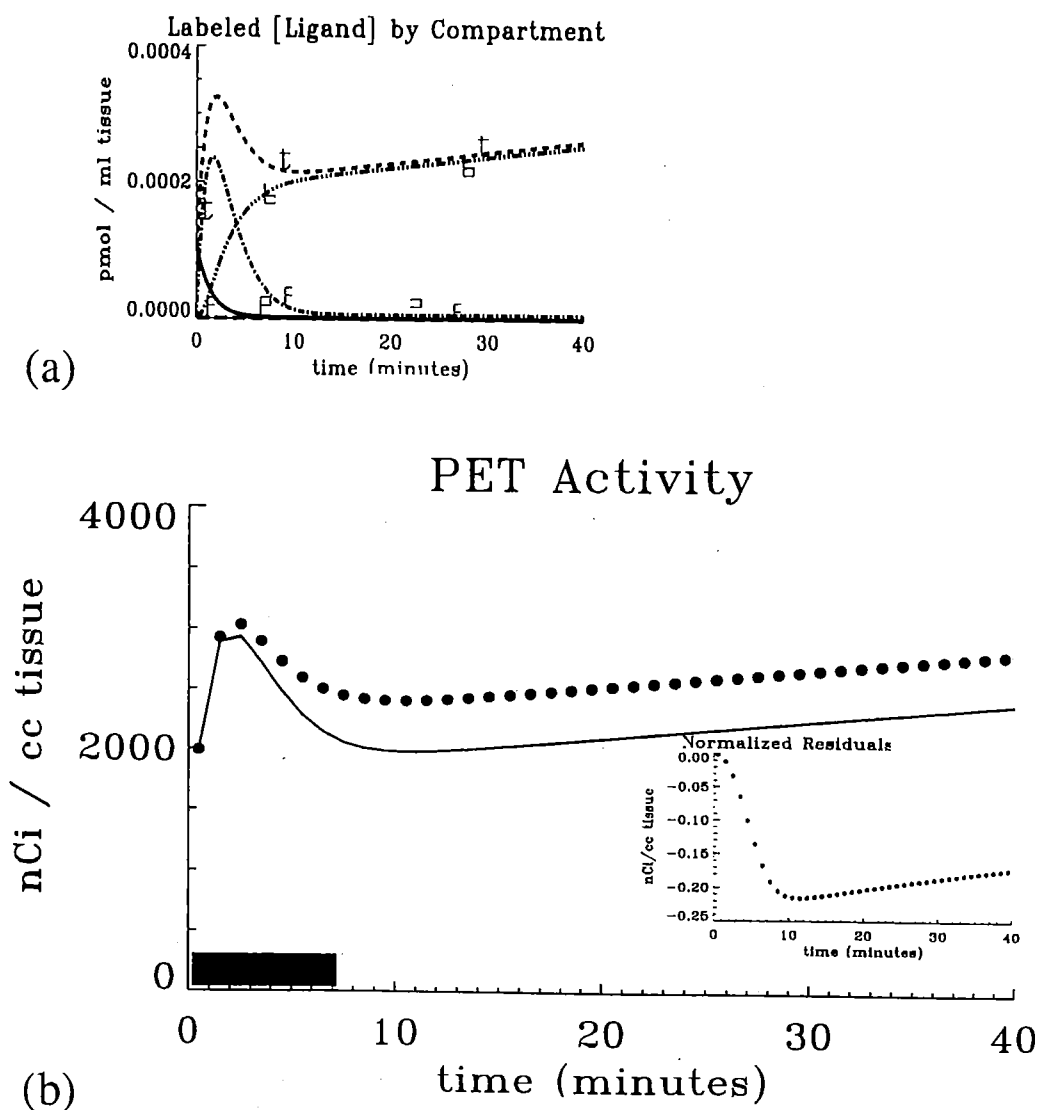 Labeled [Ligand] by Compartment
0.0004
0.0002
0.0000
pmol / ml tissue
0 10 20 30 40
time (minutes)
(a)
PET Activity
4000
2000
0
nCi / cc tissue
Normalized Residuals
0.00
-0.05
-0.10
-0.15
-0.20
-0.25
nCi/cc tissue
0 10 20 30 40
time (minutes)
0 10 20 30 40
time (minutes)
(b)